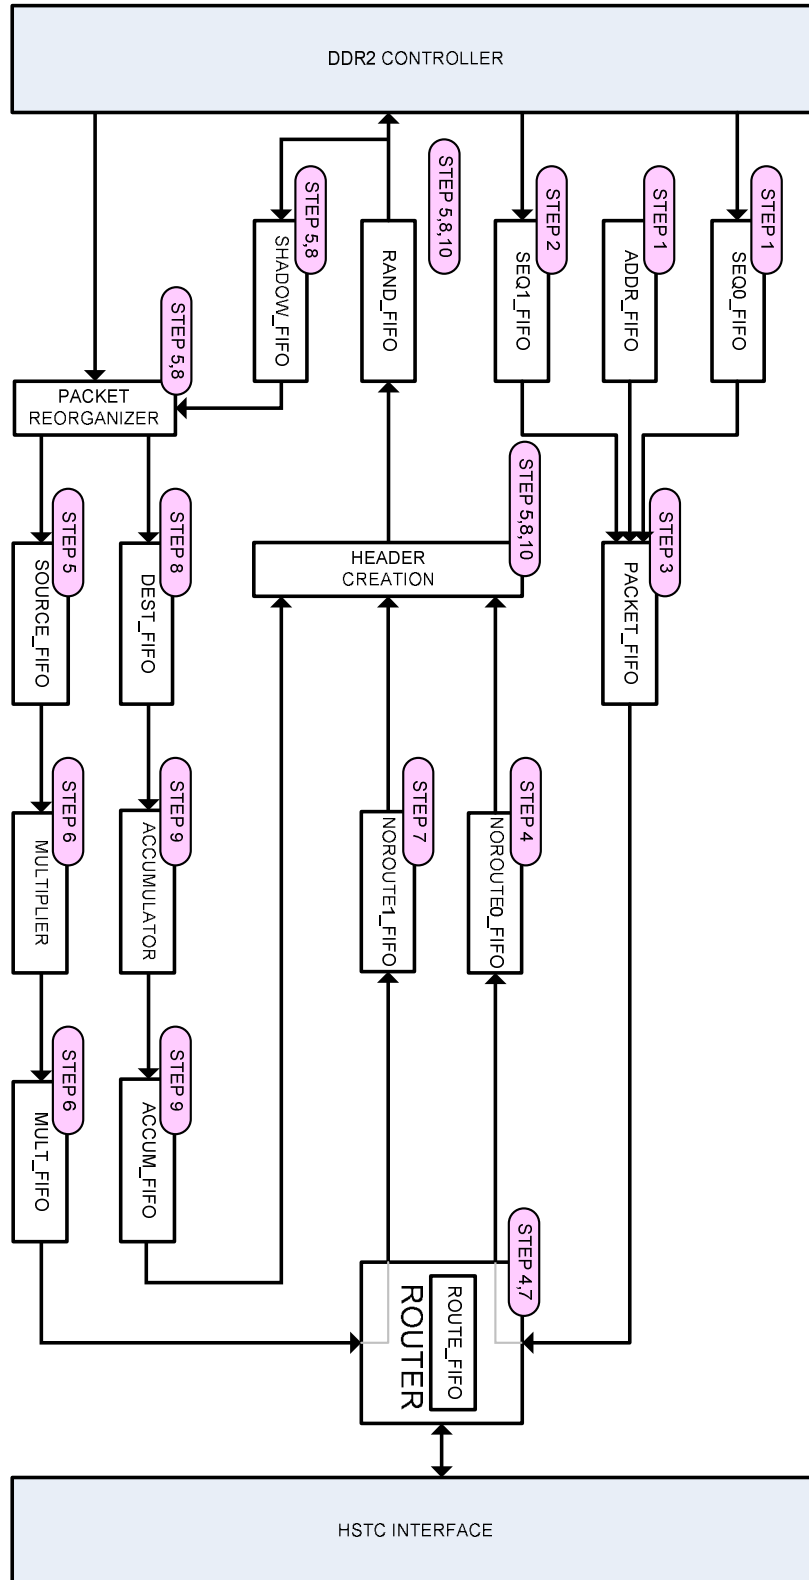 DDR2 CONTROLLER
STEP 5,8
SHADOW_FIFO
STEP 5,8,10
RAND_FIFO
STEP 2
SEQ1_FIFO
STEP 1
ADDR_FIFO
STEP 1
SEQ0_FIFO
STEP 5,8
PACKET
REORGANIZER
STEP 5
SOURCE_FIFO
STEP 8
DEST_FIFO
STEP 5,8,10
HEADER
CREATION
STEP 3
PACKET_FIFO
STEP 6
MULTIPLIER
STEP 9
ACCUMULATOR
STEP 7
NOROUTE1_FIFO
STEP 4
NOROUTE0_FIFO
STEP 6
MULT_FIFO
STEP 9
ACCUM_FIFO
STEP 4,7
ROUTE_FIFO
ROUTER
HSTC INTERFACE